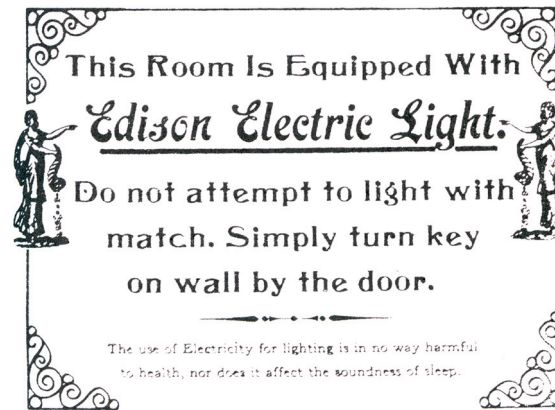 This Room Is Equipped With
Edison Electric Light.
Do not attempt to light with
match. Simply turn key
on wall by the door.
The use of Electricity for lighting is in no way harmful
to health, nor does it affect the soundness of sleep.